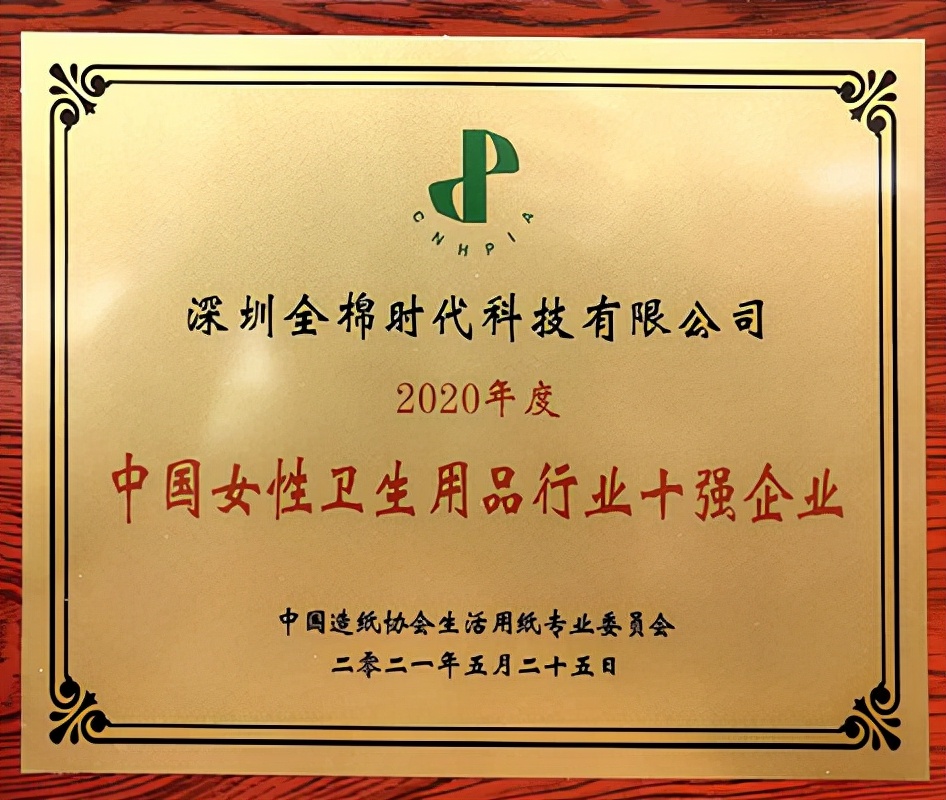 CNHPIA
深圳全棉时代科技有限公司
2020年度
中国女性卫生用品行业十强企业
中国造纸协会生活用纸专业委员会
二零二一年五月二十五日